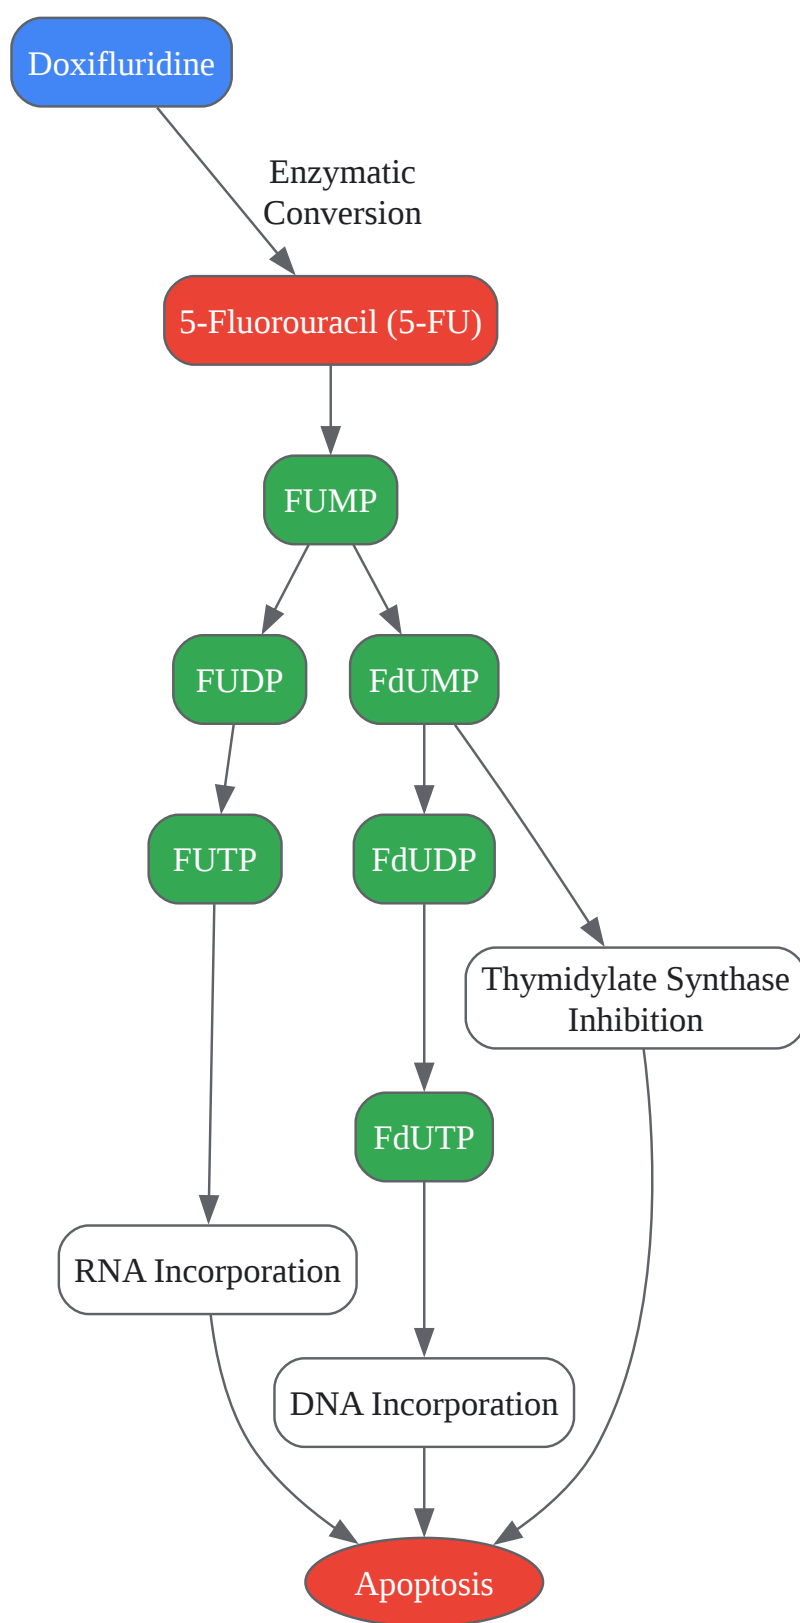 Doxifluridine
Enzymatic
Conversion
5-Fluorouracil (5-FU)
FUMP
FUDP
FdUMP
FUTP
FdUDP
Thymidylate Synthase
Inhibition
FdUTP
RNA Incorporation
DNA Incorporation
Apoptosis